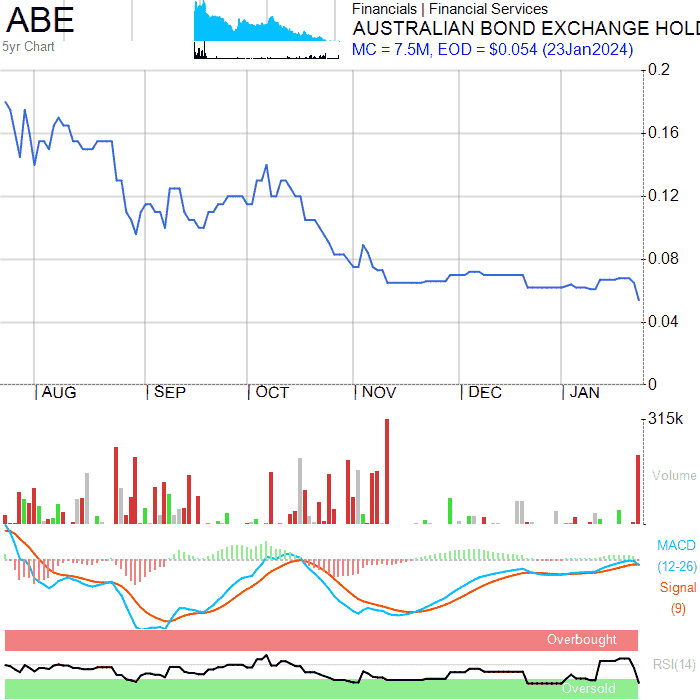 ABE
5yr Chart
Financials | Financial Services
AUSTRALIAN BOND EXCHANGE HOLD
MC = 7.5M, EOD = $0.054 (23Jan2024)
0.2
0.16
0.12
0.08
0.04
0
AUG
SEP
OCT
NOV
DEC
JAN
315k
Volume
MACD
(12-26)
Signal
(9)
Overbought
RSI(14)
Oversold